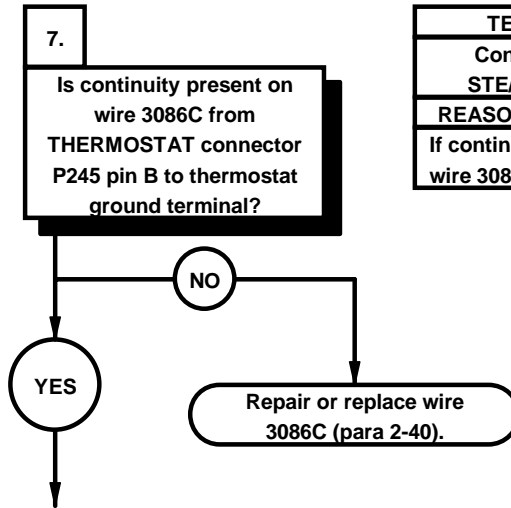 7.
Is continuity present on
wire 3086C from
THERMOSTAT connector
P245 pin B to thermostat
ground terminal?
NO
YES
Repair or replace wire
3086C (para 2-40).
TE
Con
STEA
REASO
If contin
wire 308